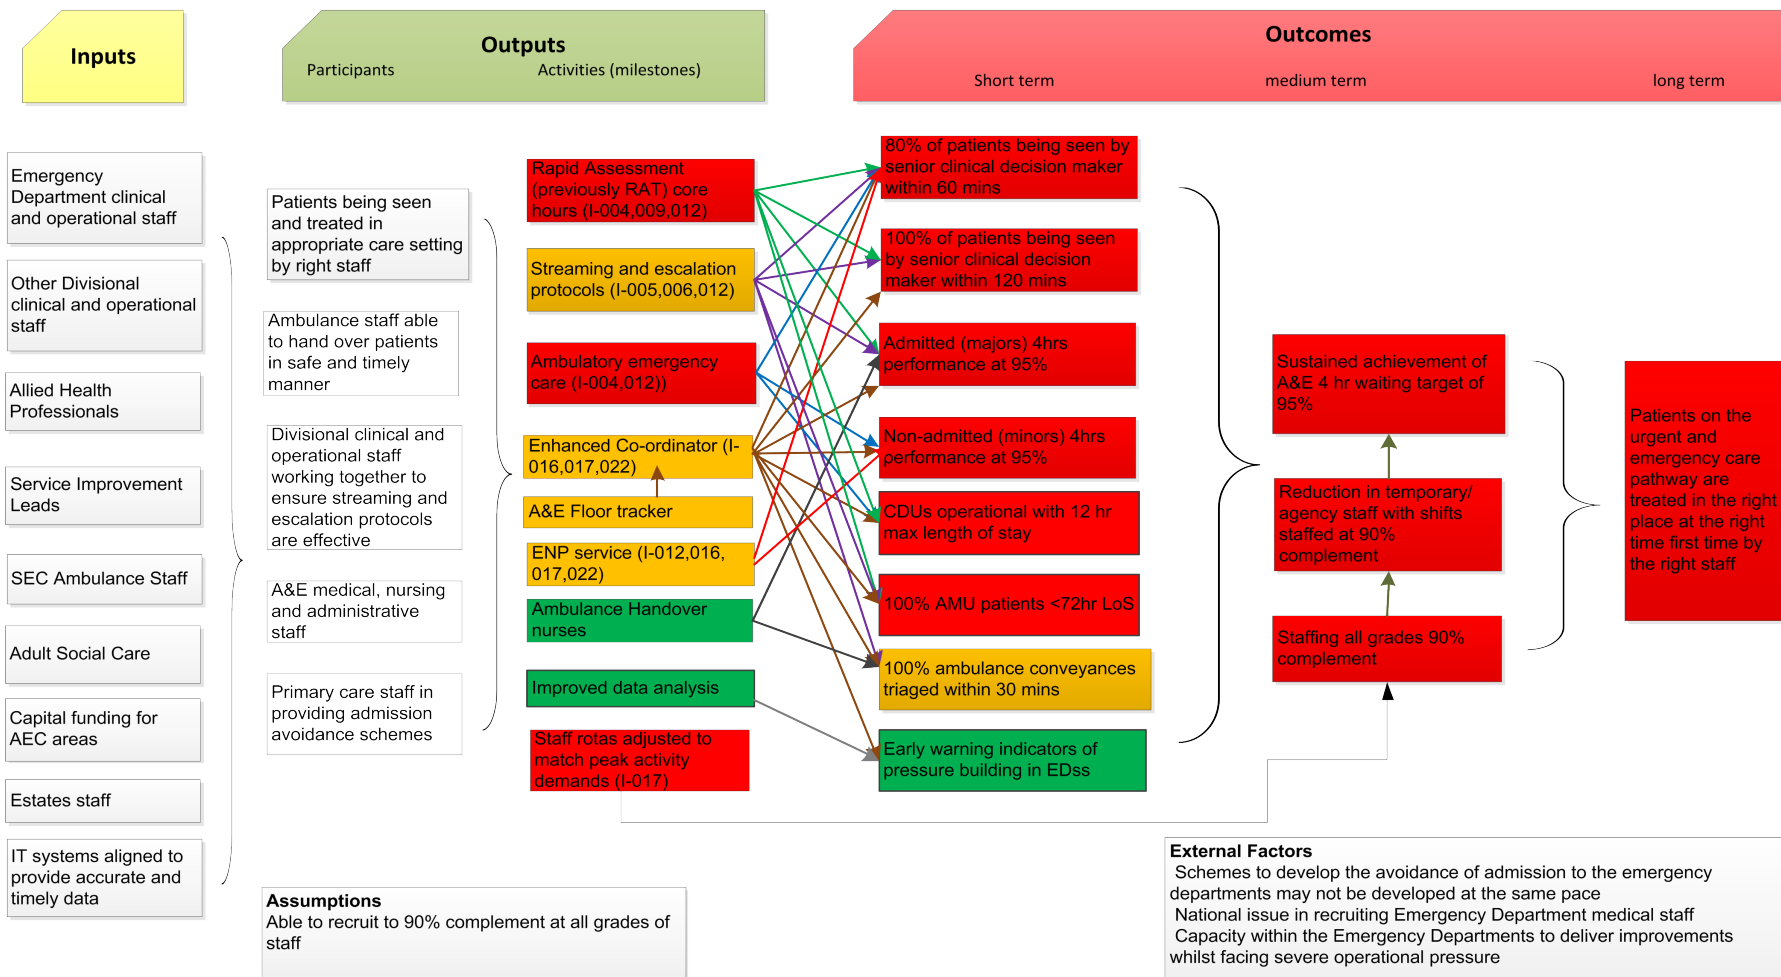 Inputs
Outputs
Participants
Activities (milestones)
Outcomes
Short term
medium term
long term
Emergency
Department clinical
and operational staff
Other Divisional
clinical and operational
staff
Allied Health
Professionals
Service Improvement
Leads
SEC Ambulance Staff
Adult Social Care
Capital funding for
AEC areas
Estates staff
IT systems aligned to
provide accurate and
timely data
Patients being seen
and treated in
appropriate care setting
by right staff
Ambulance staff able
to hand over patients
in safe and timely
manner
Divisional clinical and
operational staff
working together to
ensure streaming and
escalation protocols
are effective
A&E medical, nursing
and administrative
staff
Primary care staff in
providing admission
avoidance schemes
Rapid Assessment
(previously RAT) core
hours (I-004,009,012)
Streaming and escalation
protocols (I-005,006,012)
Ambulatory emergency
care (I-004,012))
Enhanced Co-ordinator (I-
016,017,022)
A&E Floor tracker
ENP service (I-012,016,
017,022)
Ambulance Handover
nurses
Improved data analysis
Staff rotas adjusted to
match peak activity
demands (I-017)
80% of patients being seen by
senior clinical decision maker
within 60 mins
100% of patients being seen
by senior clinical decision
maker within 120 mins
Admitted (majors) 4hrs
performance at 95%
Non-admitted (minors) 4hrs
performance at 95%
CDUs operational with 12 hr
max length of stay
100% AMU patients <72hr LoS
100% ambulance conveyances
triaged within 30 mins
Early warning indicators of
pressure building in EDss
Sustained achievement of
A&E 4 hr waiting target of
95%
Reduction in temporary/
agency staff with shifts
staffed at 90%
complement
Staffing all grades 90%
complement
Patients on the
urgent and
emergency care
pathway are
treated in the right
place at the right
time first time by
the right staff
Assumptions
Able to recruit to 90% complement at all grades of
staff
External Factors
Schemes to develop the avoidance of admission to the emergency
departments may not be developed at the same pace
National issue in recruiting Emergency Department medical staff
Capacity within the Emergency Departments to deliver improvements
whilst facing severe operational pressure